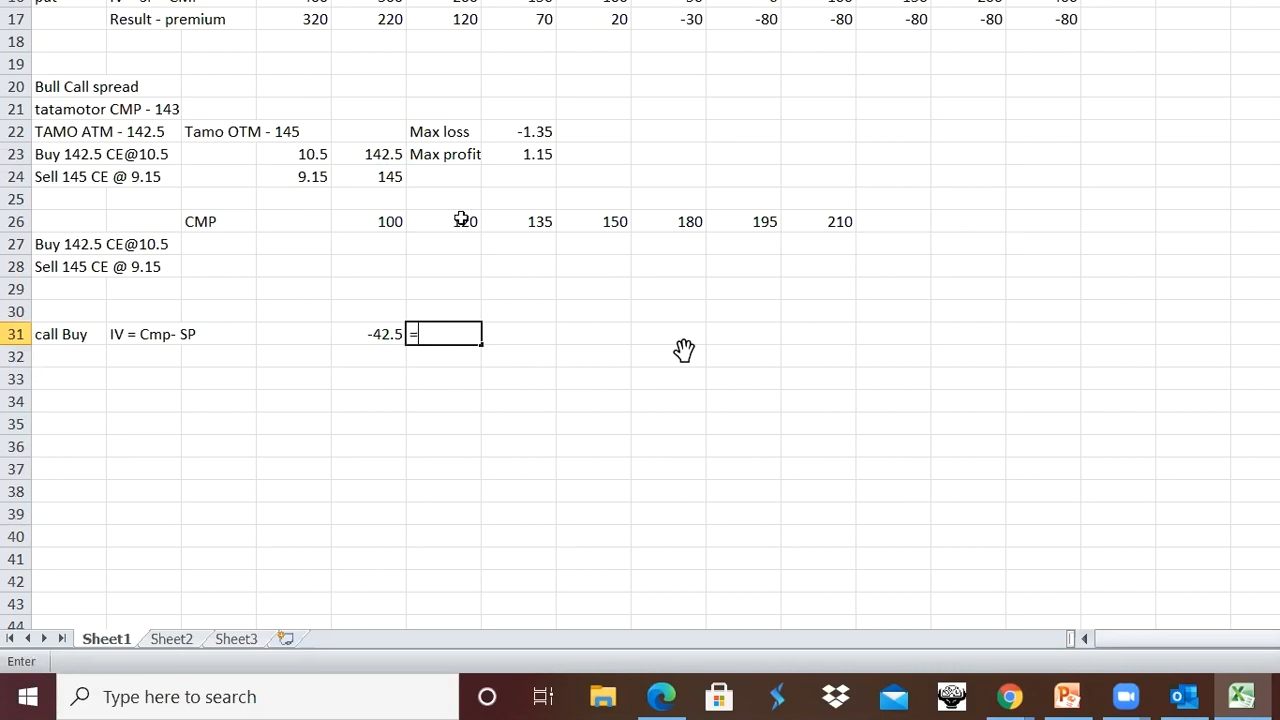 17 Result - premium 320 220 120 70 20 -30 -80 -80 -80 -80 -80
18
19
20 Bull Call spread
21 tatamotor CMP - 143
22 TAMO ATM - 142.5 Tamo OTM - 145 Max loss -1.35
23 Buy 142.5 CE@10.5 10.5 142.5 Max profit 1.15
24 Sell 145 CE @ 9.15 9.15 145
25
26 CMP 100 120 135 150 180 195 210
27 Buy 142.5 CE@10.5
28 Sell 145 CE @ 9.15
29
30
31 call Buy IV = Cmp- SP -42.5 =
32
33
34
35
36
37
38
39
40
41
42
43
44
Sheet1 Sheet2 Sheet3
Enter
Type here to search